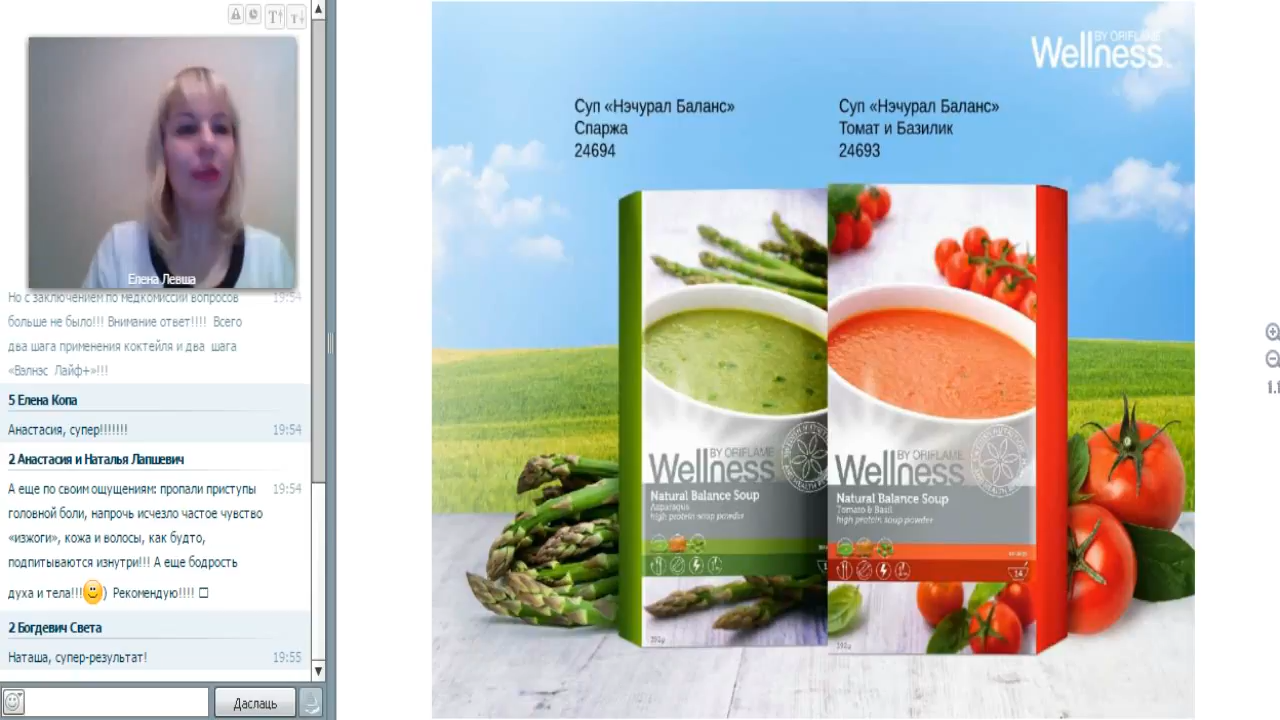 Елена Левша
Но с заключением по медкомиссии вопросов 19:54
больше не было!!! Внимание ответ!!!! Всего
два шага применения коктейля и два шага
«Вэлнэс Лайф+»!!!
5 Елена Копа
Анастасия, супер!!!!!!! 19:54
2 Анастасия и Наталья Лапшевич
А еще по своим ощущениям: пропали приступы 19:54
головной боли, напрочь исчезло частое чувство
«изжоги», кожа и волосы, как будто,
подпитываются изнутри!!! А еще бодрость
духа и тела!!! ) Рекомендую!!!!
2 Богдевич Света
Наташа, супер-результат! 19:55
Даслаць
BY ORIFLAME
Wellness
Суп «Нэчурал Баланс»
Спаржа
24694
Суп «Нэчурал Баланс»
Томат и Базилик
24693
BY ORIFLAME
Wellness
Natural Balance Soup
Asparagus
high protein soup powder
BY ORIFLAME
Wellness
Natural Balance Soup
Tomato & Basil
high protein soup powder
14
1.1